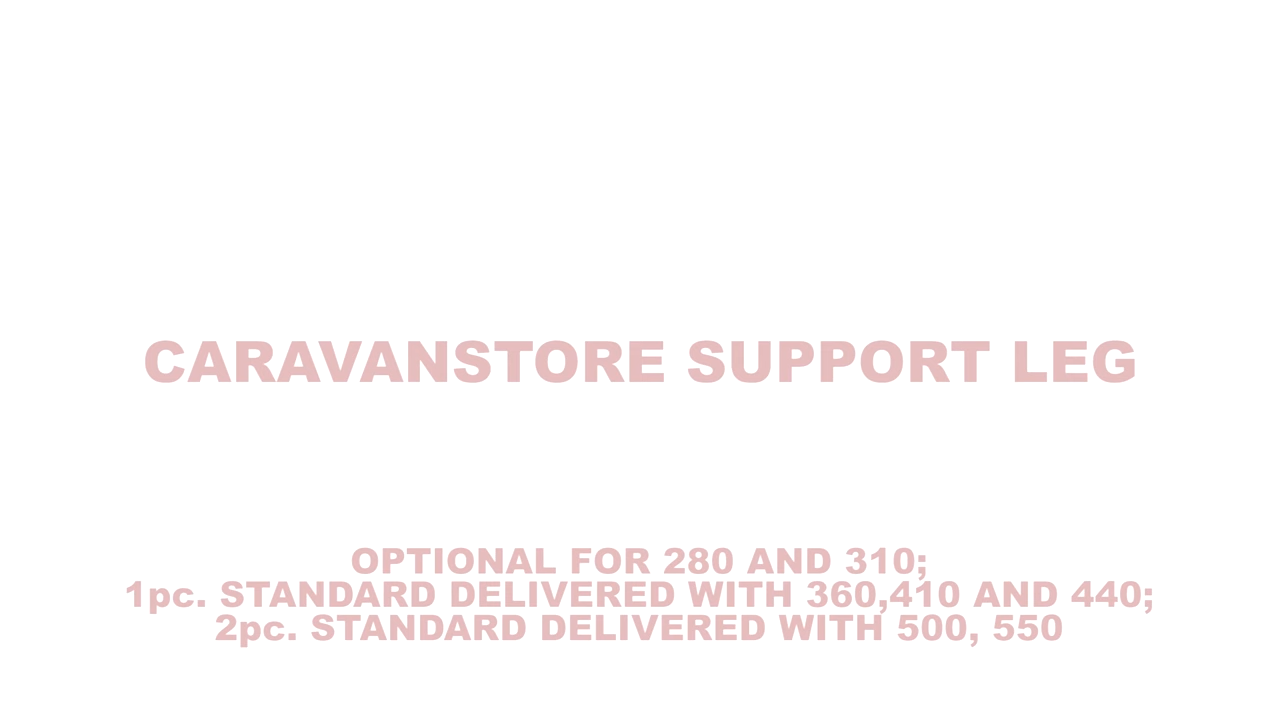 CARAVANSTORE SUPPORT LEG
OPTIONAL FOR 280 AND 310;
1pc. STANDARD DELIVERED WITH 360,410 AND 440;
2pc. STANDARD DELIVERED WITH 500, 550